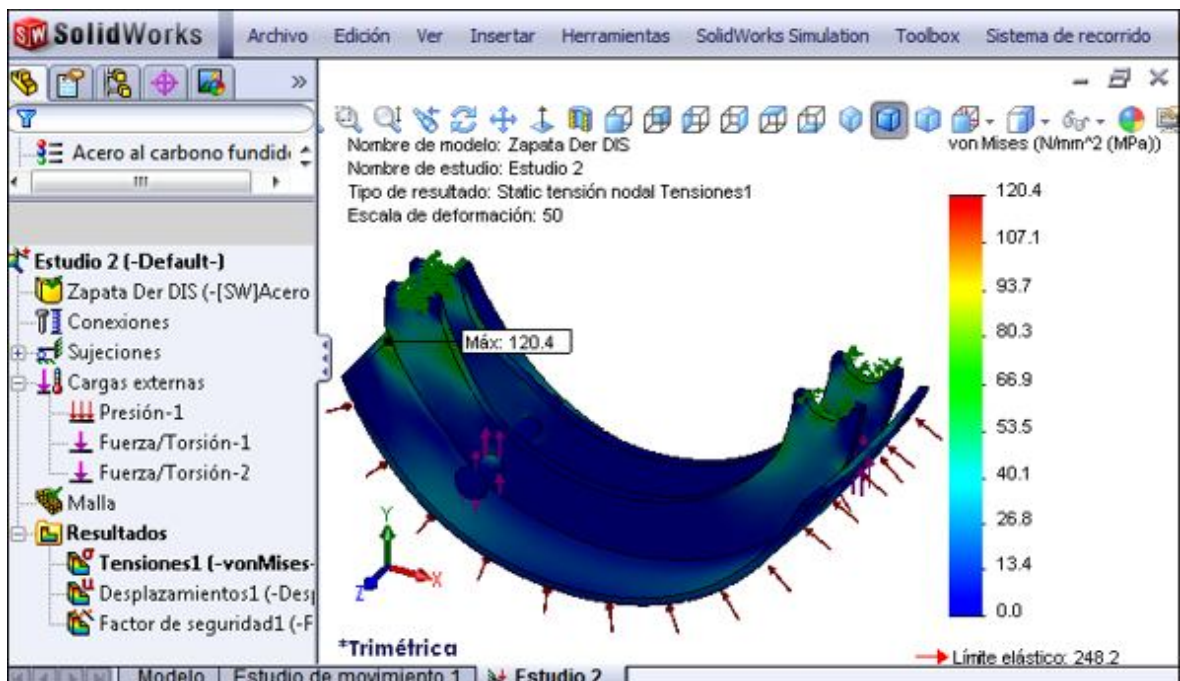 SW SolidWorks Archivo Edición Ver Insertar Herramientas SolidWorks Simulation Toolbox Sistema de recorrido
Acero al carbono fundid
Estudio 2 (-Default-)
Zapata Der DIS (-[SW]Acero
Conexiones
Sujeciones
Cargas externas
Presión-1
Fuerza/Torsión-1
Fuerza/Torsión-2
Malla
Resultados
Tensiones1 (-vonMises-
Desplazamientos1 (-Des
Factor de seguridad1 (-F
Nombre de modelo: Zapata Der DIS
Nombre de estudio: Estudio 2
Tipo de resultado: Static tensión nodal Tensiones1
Escala de deformación: 50
Máx: 120.4
Y
X
Z
*Trimétrica
von Mises (N/mm^2 (MPa))
120.4
107.1
93.7
80.3
66.9
53.5
40.1
26.8
13.4
0.0
Límite elástico: 248.2
Modelo Estudio de movimiento 1 Estudio 2